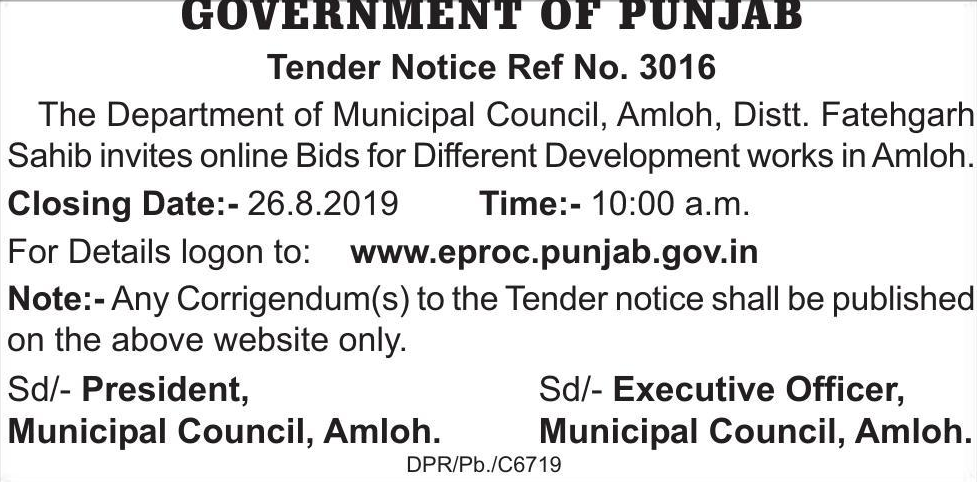 GOVERNMENT OF PUNJAB
Tender Notice Ref No. 3016
The Department of Municipal Council, Amloh, Distt. Fatehgarh
Sahib invites online Bids for Different Development works in Amloh.
Closing Date:- 26.8.2019 Time:- 10:00 a.m.
For Details logon to: www.eproc.punjab.gov.in
Note:- Any Corrigendum(s) to the Tender notice shall be published
on the above website only.
Sd/- President, Sd/- Executive Officer,
Municipal Council, Amloh. Municipal Council, Amloh.
DPR/Pb./C6719